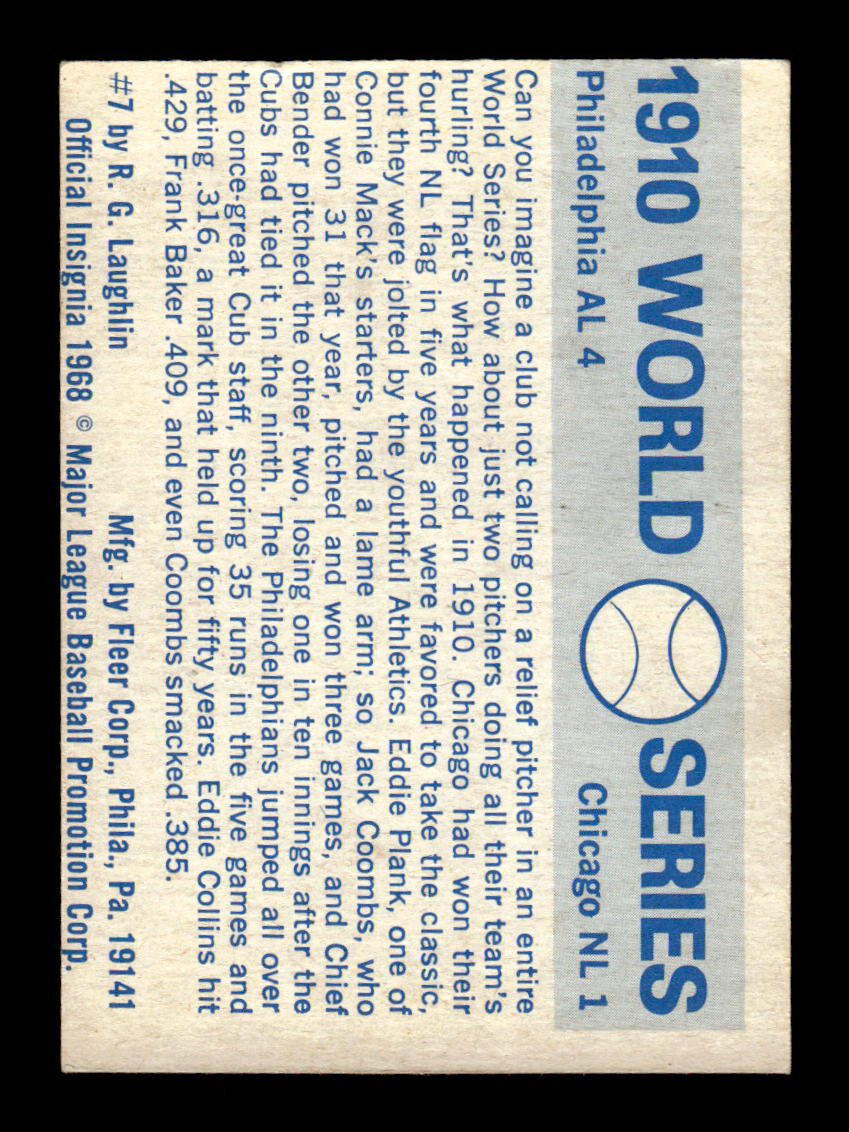 1910 WORLD SERIES
Philadelphia AL 4 Chicago NL 1
Can you imagine a club not calling on a relief pitcher in an entire
World Series? How about just two pitchers doing all their team's
hurling? That's what happened in 1910. Chicago had won their
fourth NL flag in five years and were favored to take the classic,
but they were jolted by the youthful Athletics. Eddie Plank, one of
Connie Mack's starters, had a lame arm; so Jack Coombs, who
had won 31 that year, pitched and won three games, and Chief
Bender pitched the other two, losing one in ten innings after the
Cubs had tied it in the ninth. The Philadelphians jumped all over
the once-great Cub staff, scoring 35 runs in the five games and
batting .316, a mark that held up for fifty years. Eddie Collins hit
.429, Frank Baker .409, and even Coombs smacked .385.
#7 by R. G. Laughlin Mfg. by Fleer Corp., Phila., Pa. 19141
Official Insignia 1968 © Major League Baseball Promotion Corp.